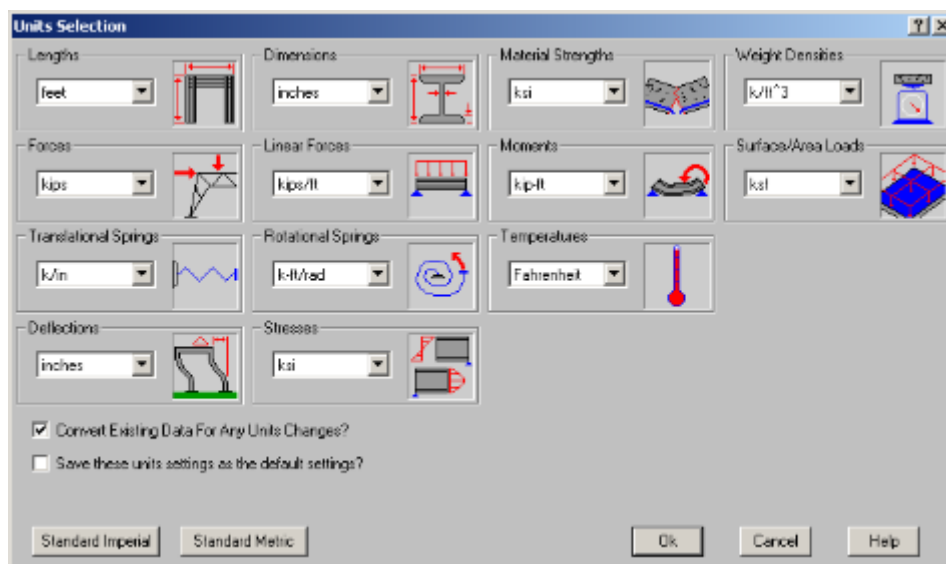 Units Selection
Lengths
feet
Dimensions
inches
Material Strengths
ksi
Weight Densities
k/ft^3
Forces
kips
Linear Forces
kips/ft
Moments
kip-ft
Surface/Area Loads
ksf
Translational Springs
k/in
Rotational Springs
k-ft/rad
Temperatures
Fahrenheit
Deflections
inches
Stresses
ksi
Convert Existing Data For Any Units Changes?
Save these units settings as the default settings?
Standard Imperial
Standard Metric
Ok
Cancel
Help